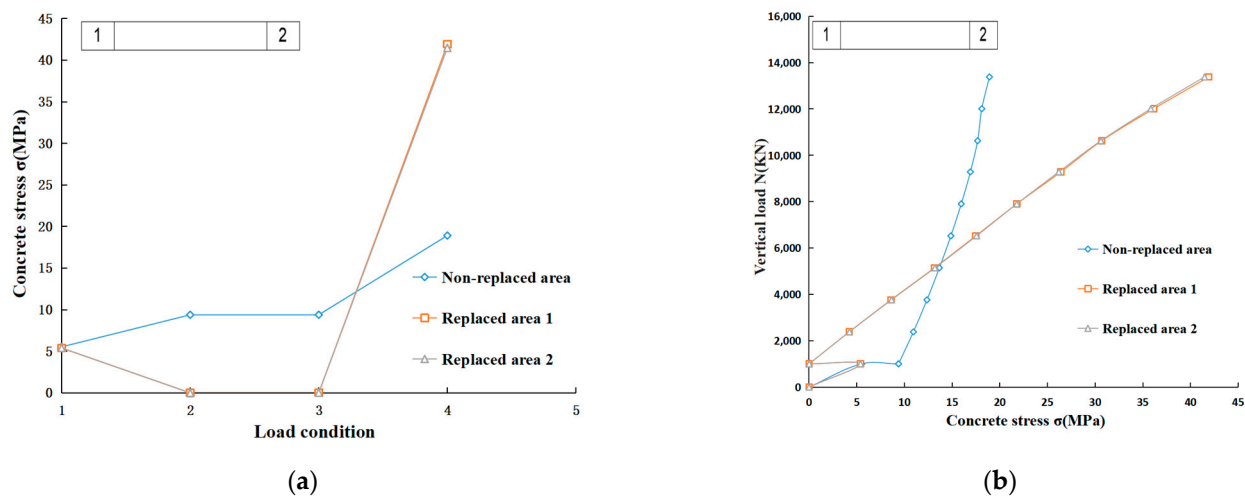 45
40
35
30
25
20
15
10
5
0
1 2
Concrete stress σ(MPa)
Non-replaced area
Replaced area 1
Replaced area 2
1 2 3 4 5
Load condition
(a)
16,000
14,000
12,000
10,000
8,000
6,000
4,000
2,000
0
1 2
Vertical load N(KN)
Non-replaced area
Replaced area 1
Replaced area 2
0 5 10 15 20 25 30 35 40 45
Concrete stress σ(MPa)
(b)